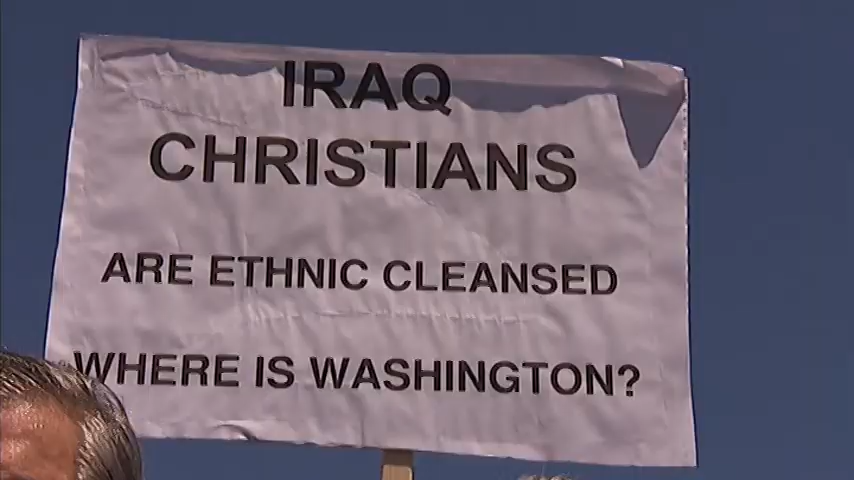 IRAQ
CHRISTIANS
ARE ETHNIC CLEANSED
WHERE IS WASHINGTON?